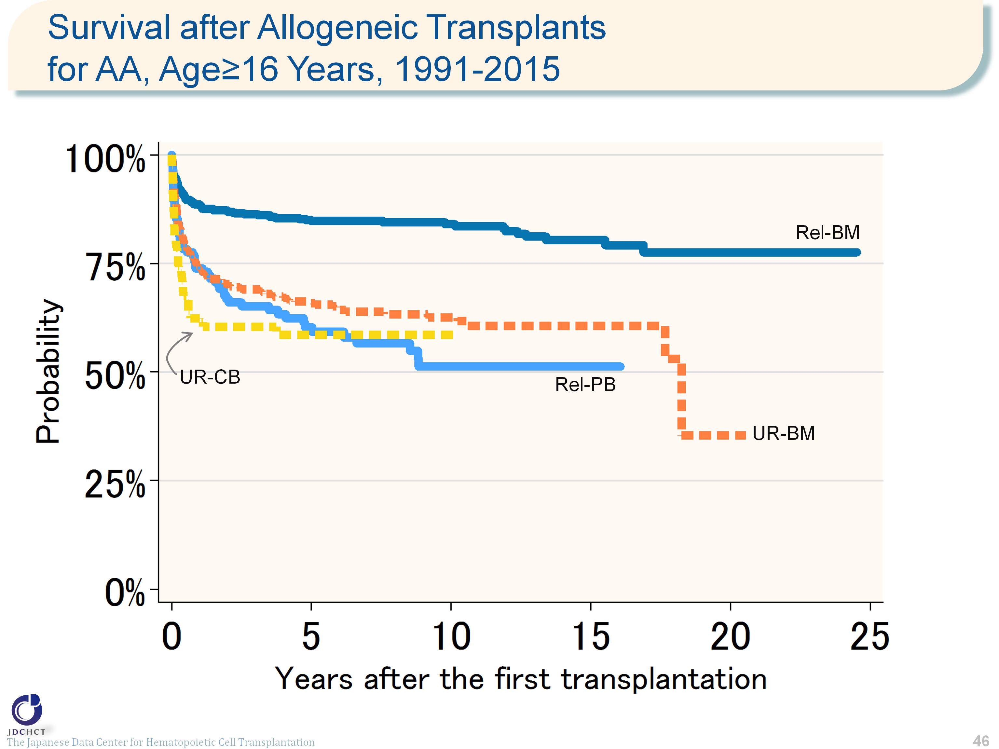 Survival after Allogeneic Transplants
for AA, Age≥16 Years, 1991-2015
100%
75%
50%
25%
0%
Probability
Rel-BM
UR-CB
Rel-PB
UR-BM
0 5 10 15 20 25
Years after the first transplantation
JDCHCT
The Japanese Data Center for Hematopoietic Cell Transplantation
46